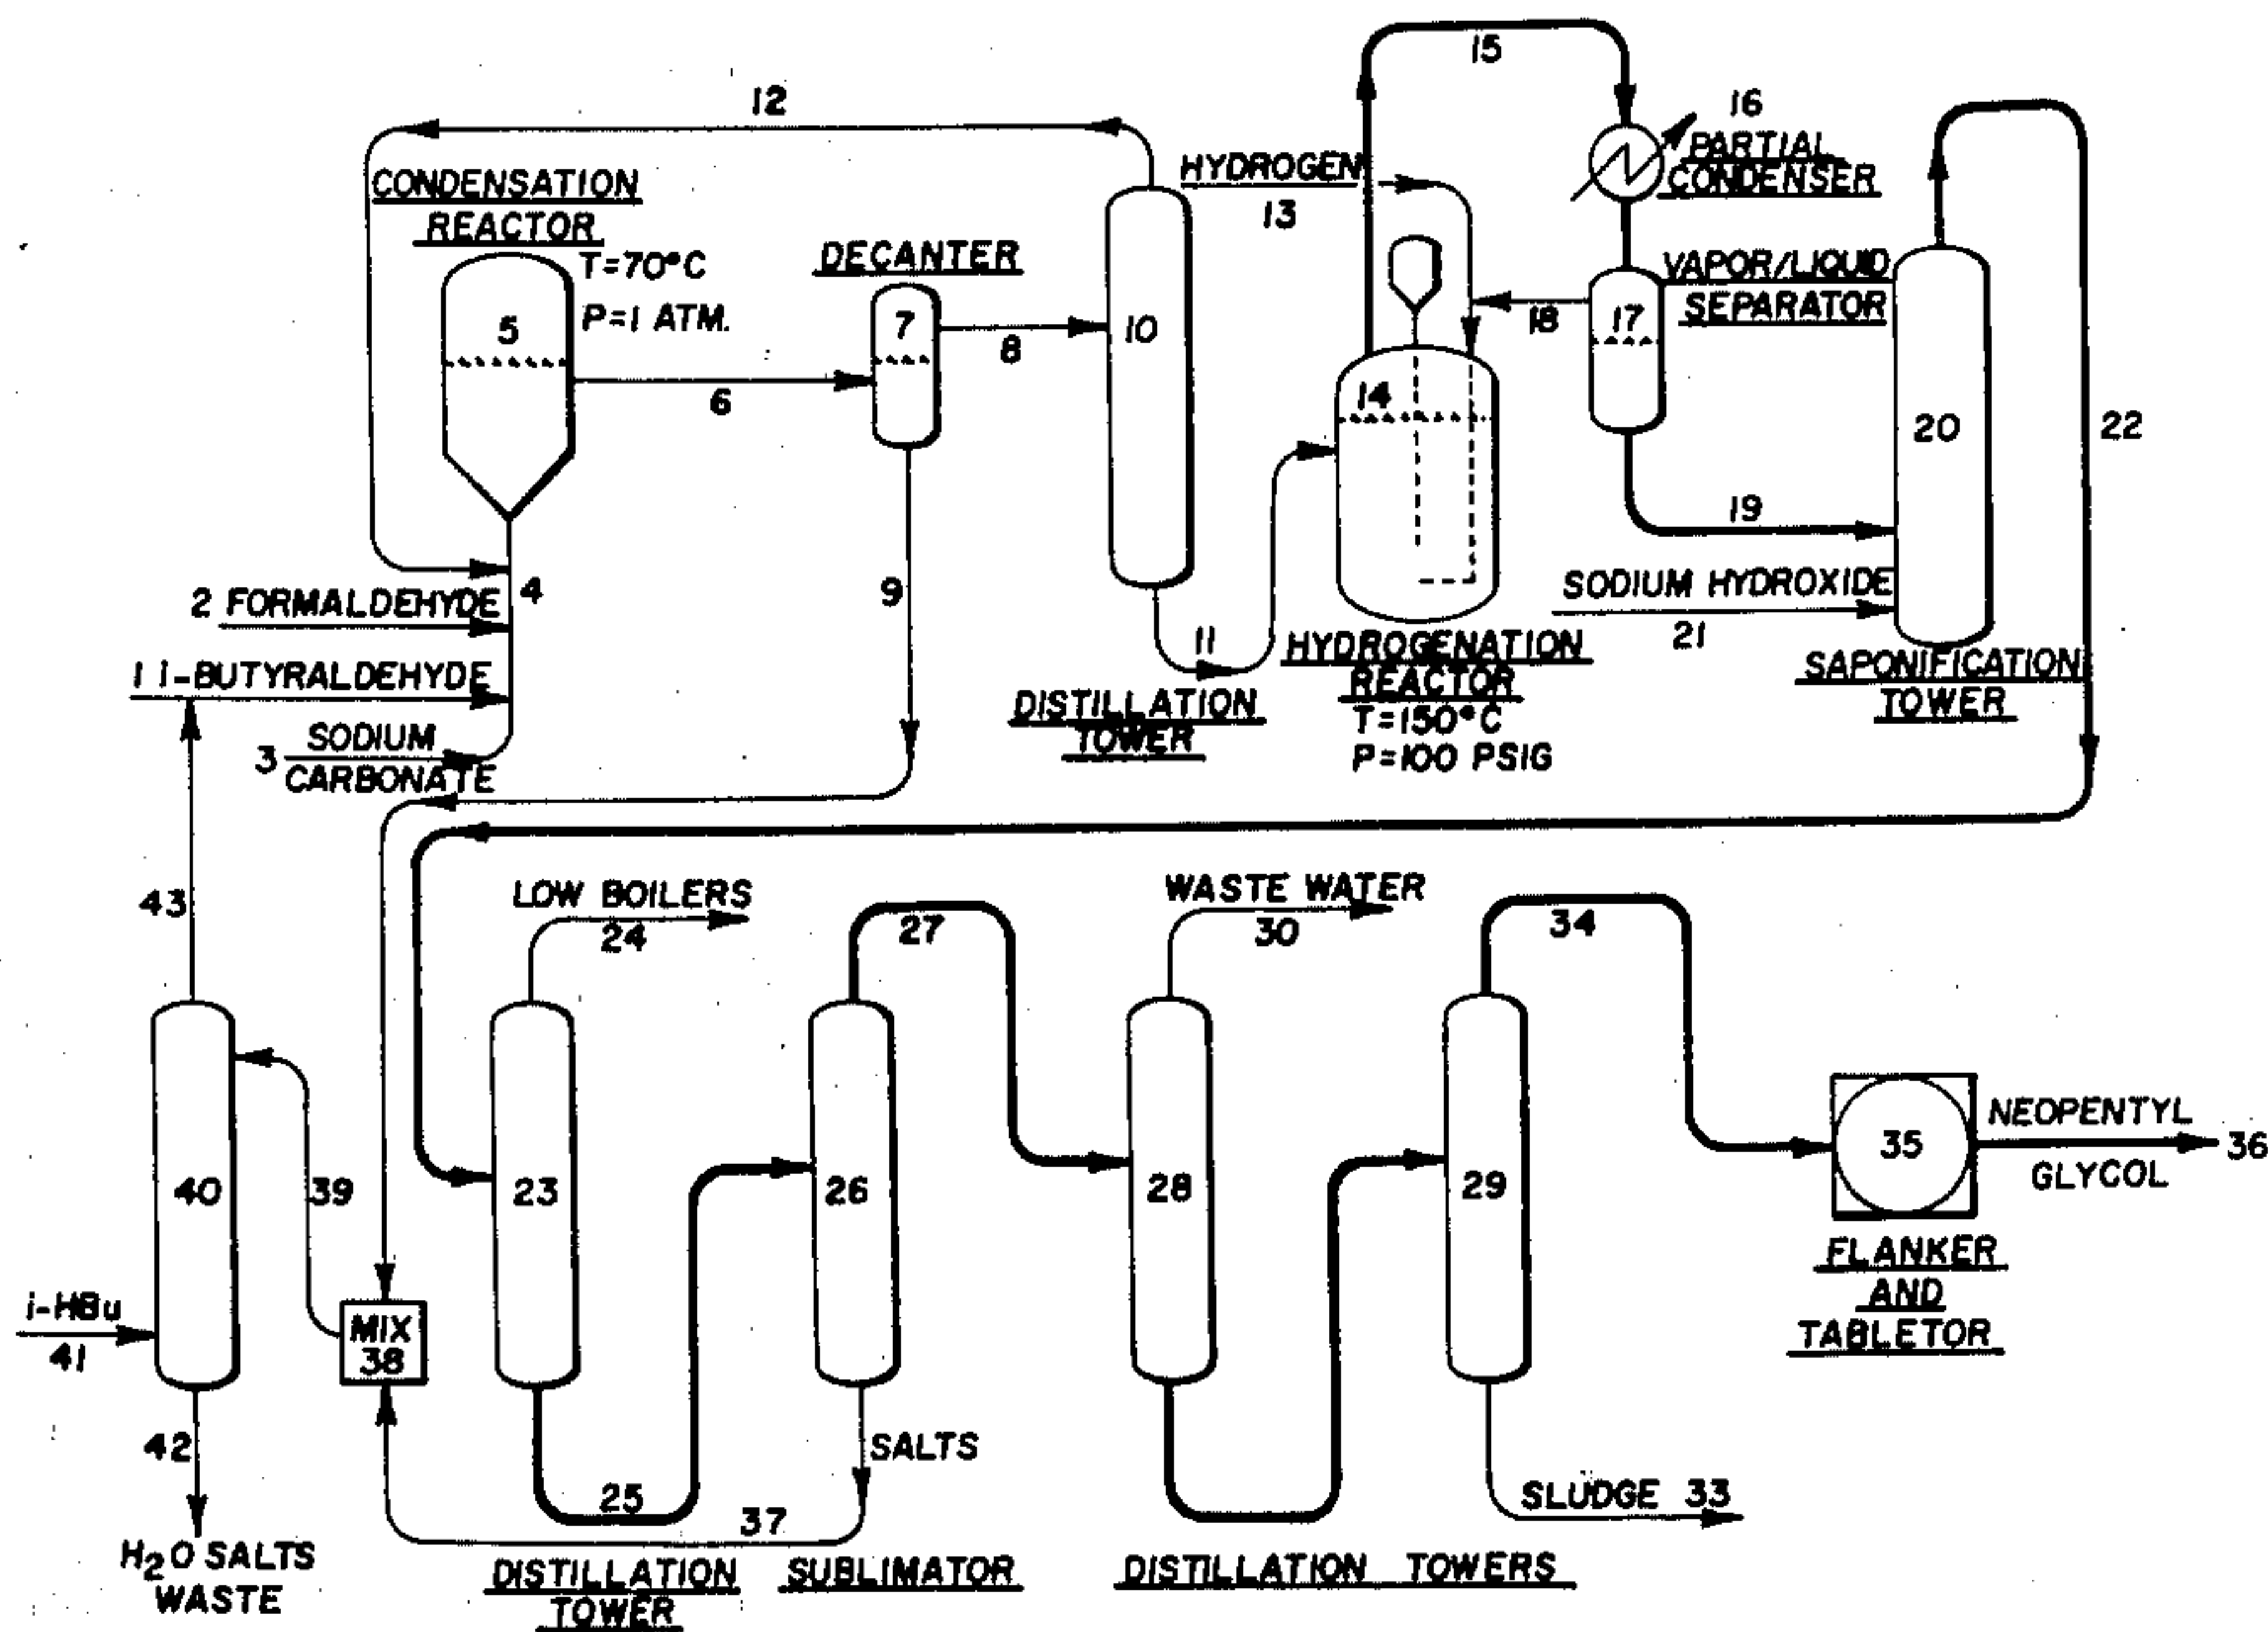 15
12
16
PARTIAL
CONDENSER
CONDENSATION
REACTOR
T=70°C
P=1 ATM.
DECANTER
HYDROGEN
13
VAPOR/LIQUID
SEPARATOR
5
7
8
10
6
18
17
14
20
22
19
9
4
2 FORMALDEHYDE
1 i-BUTYRALDEHYDE
3 SODIUM
CARBONATE
11
DISTILLATION
TOWER
HYDROGENATION
REACTOR
T=150°C
P=100 PSIG
SODIUM HYDROXIDE
21
SAPONIFICATION
TOWER
43
LOW BOILERS
24
27
WASTE WATER
30
34
40
39
23
26
28
29
35
NEOPENTYL
GLYCOL
36
FLANKER
AND
TABLETOR
i-HBu
41
MIX
38
42
25
37
SALTS
SLUDGE 33
H2O SALTS
WASTE
DISTILLATION
TOWER
SUBLIMATOR
DISTILLATION TOWERS